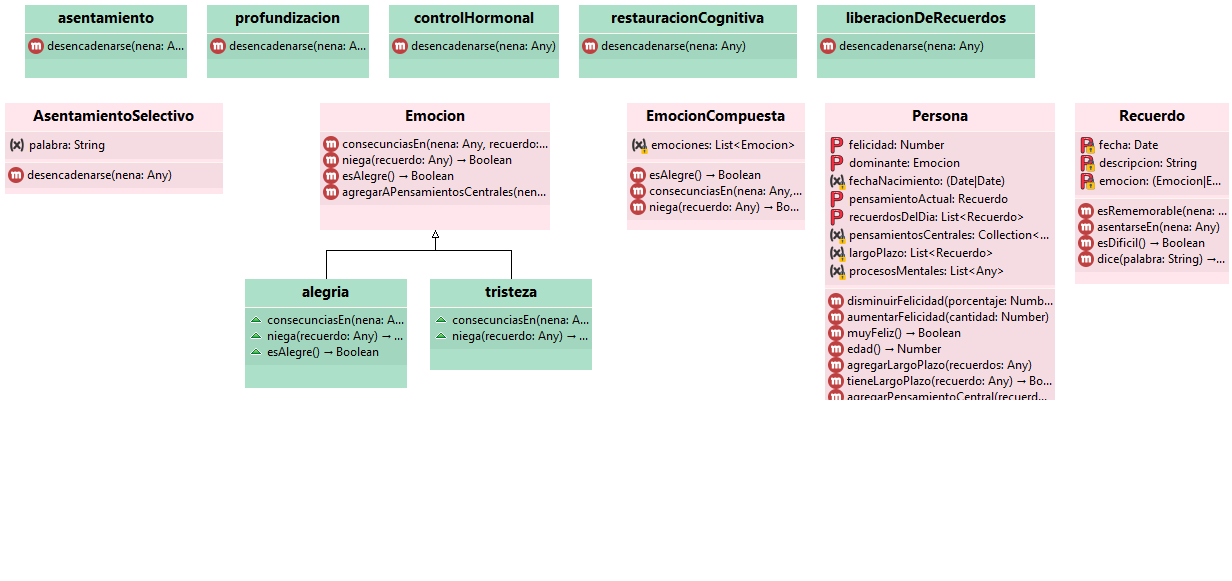 asentamiento
desencadenarse(nena: A...
profundizacion
desencadenarse(nena: A...
controlHormonal
desencadenarse(nena: Any)
restauracionCognitiva
desencadenarse(nena: Any)
liberacionDeRecuerdos
desencadenarse(nena: Any)
AsentamientoSelectivo
(x) palabra: String
m desencadenarse(nena: Any)
Emocion
consecunciasEn(nena: Any, recuerdo:...
niega(recuerdo: Any) → Boolean
esAlegre() → Boolean
agregarAPensamientosCentrales(nen...
EmocionCompuesta
emociones: List<Emocion>
esAlegre() → Boolean
consecunciasEn(nena: Any,...
niega(recuerdo: Any) → Bo...
Persona
felicidad: Number
dominante: Emocion
fechaNacimiento: (Date|Date)
pensamientoActual: Recuerdo
recuerdosDelDia: List<Recuerdo>
pensamientosCentrales: Collection<...
largoPlazo: List<Recuerdo>
procesosMentales: List<Any>
disminuirFelicidad(porcentaje: Numb...
aumentarFelicidad(cantidad: Number)
muyFeliz() → Boolean
edad() → Number
agregarLargoPlazo(recuerdos: Any)
tieneLargoPlazo(recuerdo: Any) → Bo...
agregarPensamientoCentral(recuerd...
Recuerdo
fecha: Date
descripcion: String
emocion: (Emocion|E...
esRememorable(nena: ...
asentarseEn(nena: Any)
esDificil() → Boolean
dice(palabra: String) →...
alegria
consecunciasEn(nena: A...
niega(recuerdo: Any) → ...
esAlegre() → Boolean
tristeza
consecunciasEn(nena: A...
niega(recuerdo: Any) → ...